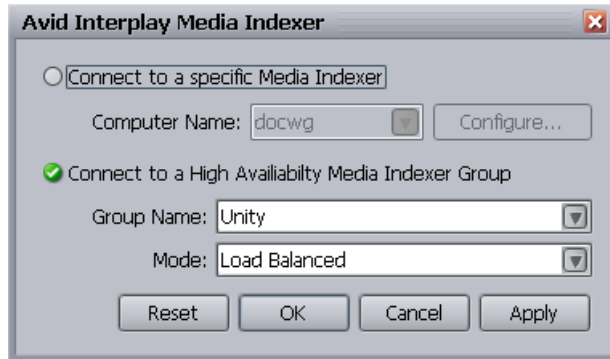 Avid Interplay Media Indexer
Connect to a specific Media Indexer
Computer Name: docwg Configure...
Connect to a High Availiabilty Media Indexer Group
Group Name: Unity
Mode: Load Balanced
Reset OK Cancel Apply